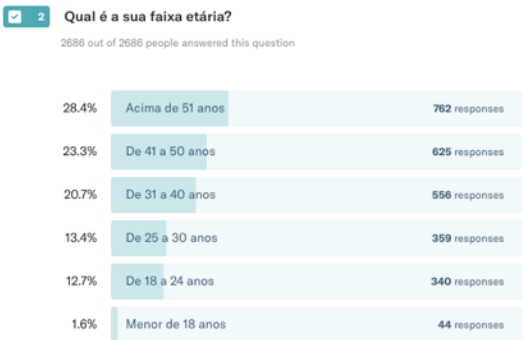 2 Qual é a sua faixa etária?
2686 out of 2686 people answered this question
28.4% Acima de 51 anos 762 responses
23.3% De 41 a 50 anos 625 responses
20.7% De 31 a 40 anos 556 responses
13.4% De 25 a 30 anos 359 responses
12.7% De 18 a 24 anos 340 responses
1.6% Menor de 18 anos 44 responses